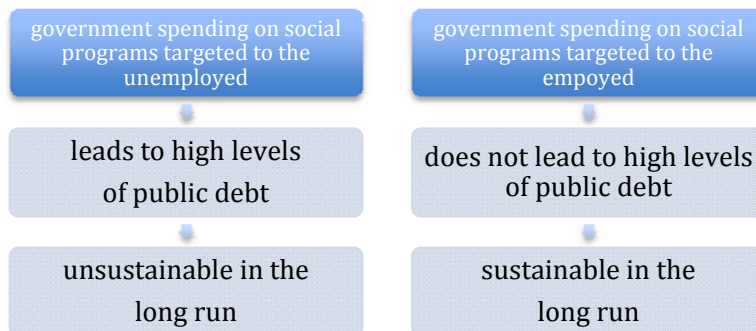 government spending on social
programs targeted to the
unemployed
leads to high levels
of public debt
unsustainable in the
long run
government spending on social
programs targeted to the
empoyed
does not lead to high levels
of public debt
sustainable in the
long run